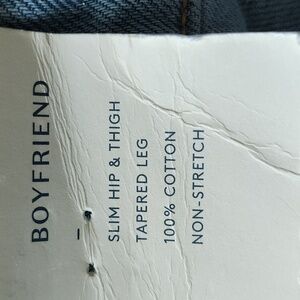 BOYFRIEND
SLIM HIP & THIGH
TAPERED LEG
100% COTTON
NON-STRETCH